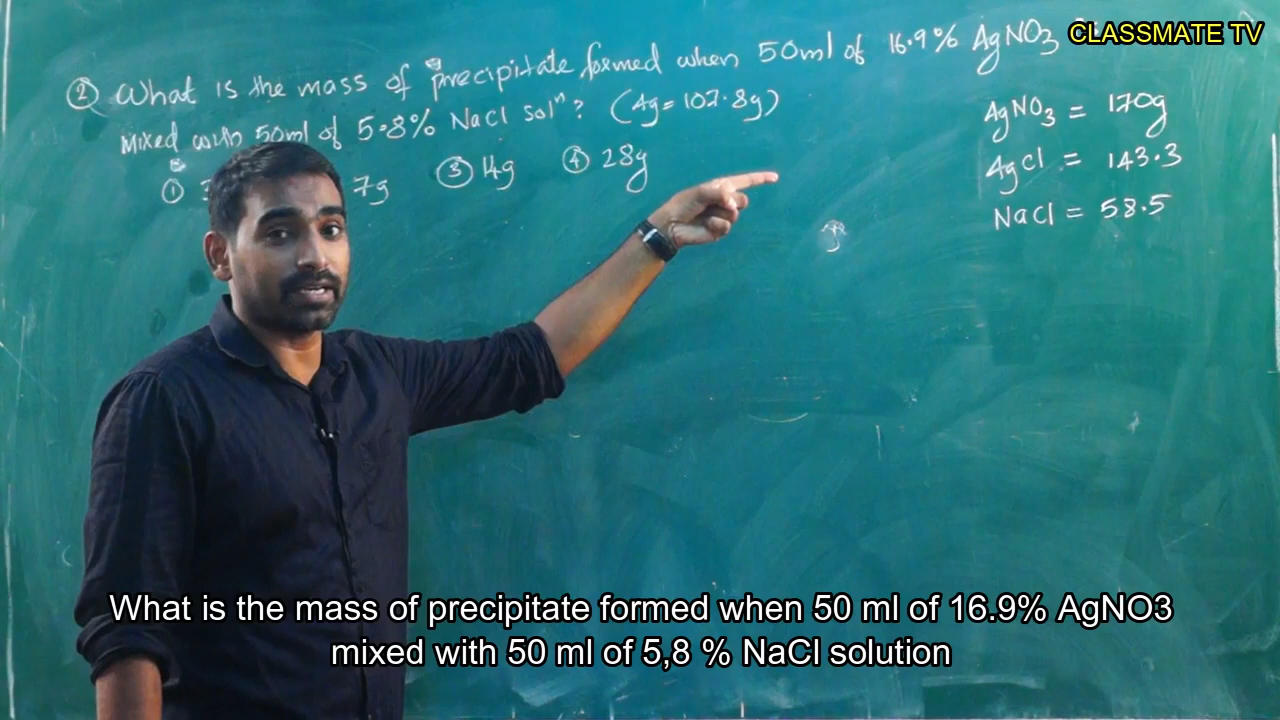 CLASSMATE TV
② What is the mass of precipitate formed when 50ml of 16.9% AgNO3
Mixed with 50ml of 5.8% NaCl solⁿ? (Ag=107.8g)
① 3 7g ③ 14g ④ 28g
AgNO3 = 170g
AgCl = 143.3
NaCl = 58.5
What is the mass of precipitate formed when 50 ml of 16.9% AgNO3
mixed with 50 ml of 5,8 % NaCl solution